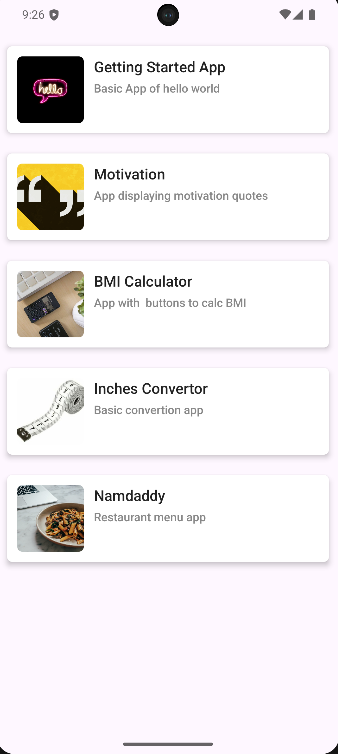 9:26
Getting Started App
hello
Basic App of hello world
Motivation
App displaying motivation quotes
BMI Calculator
App with  buttons to calc BMI
Inches Convertor
Basic convertion app
Namdaddy
Restaurant menu app